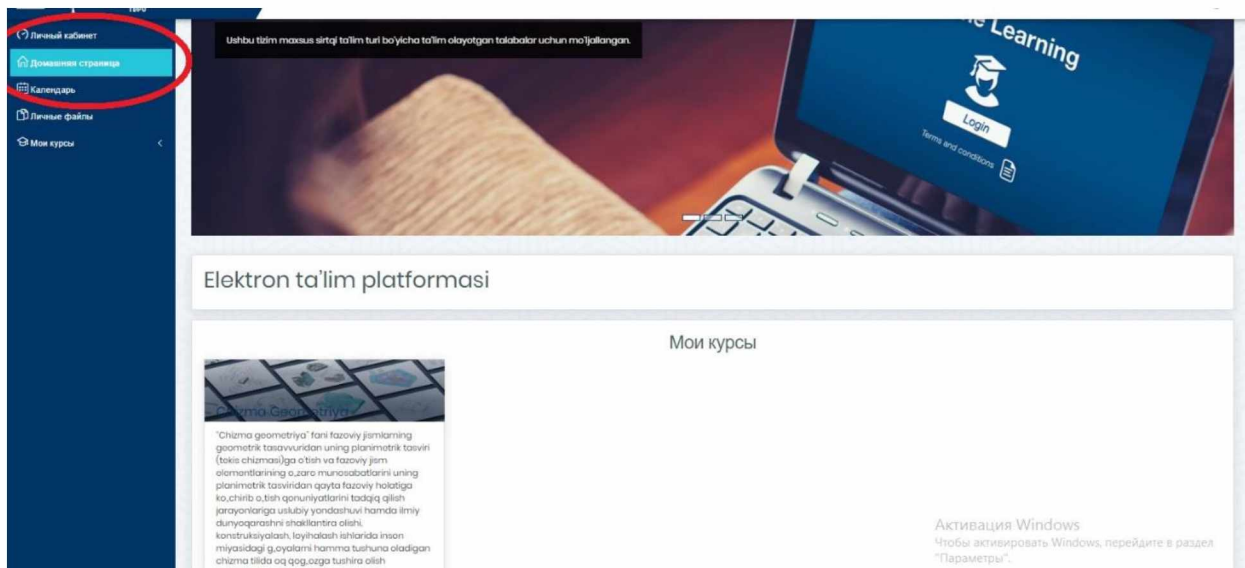 Личный кабинет
Домашняя страница
Календарь
Личные файлы
Мои курсы
Ushbu tizim maxsus sirtqi ta'lim turi bo'yicha ta'lim olayotgan talabalar uchun mo'ljallangan.
Learning
Login
Terms and conditions
Elektron ta'lim platformasi
Мои курсы
Chizma Geometriya
"Chizma geometriya" fani fazoviy jismlarning
geometrik tasavvuridan uning planimetrik tasviri
(tekis chizmasi)ga o'tish va fazoviy jism
elementlarining o,zaro munosabatlarini uning
planimetrik tasviridan qayta fazoviy holatiga
ko,chirib o,tish qonuniyatlarini tadqiq qilish
jarayonlariga uslubiy yondashuvi hamda ilmiy
dunyoqarashni shakllantira olishi,
konstruksiyalash, loyihalash ishlarida inson
miyasidagi g,oyalarni hamma tushuna oladigan
chizma tilida oq qog,ozga tushira olish
Активация Windows
Чтобы активировать Windows, перейдите в раздел
"Параметры".